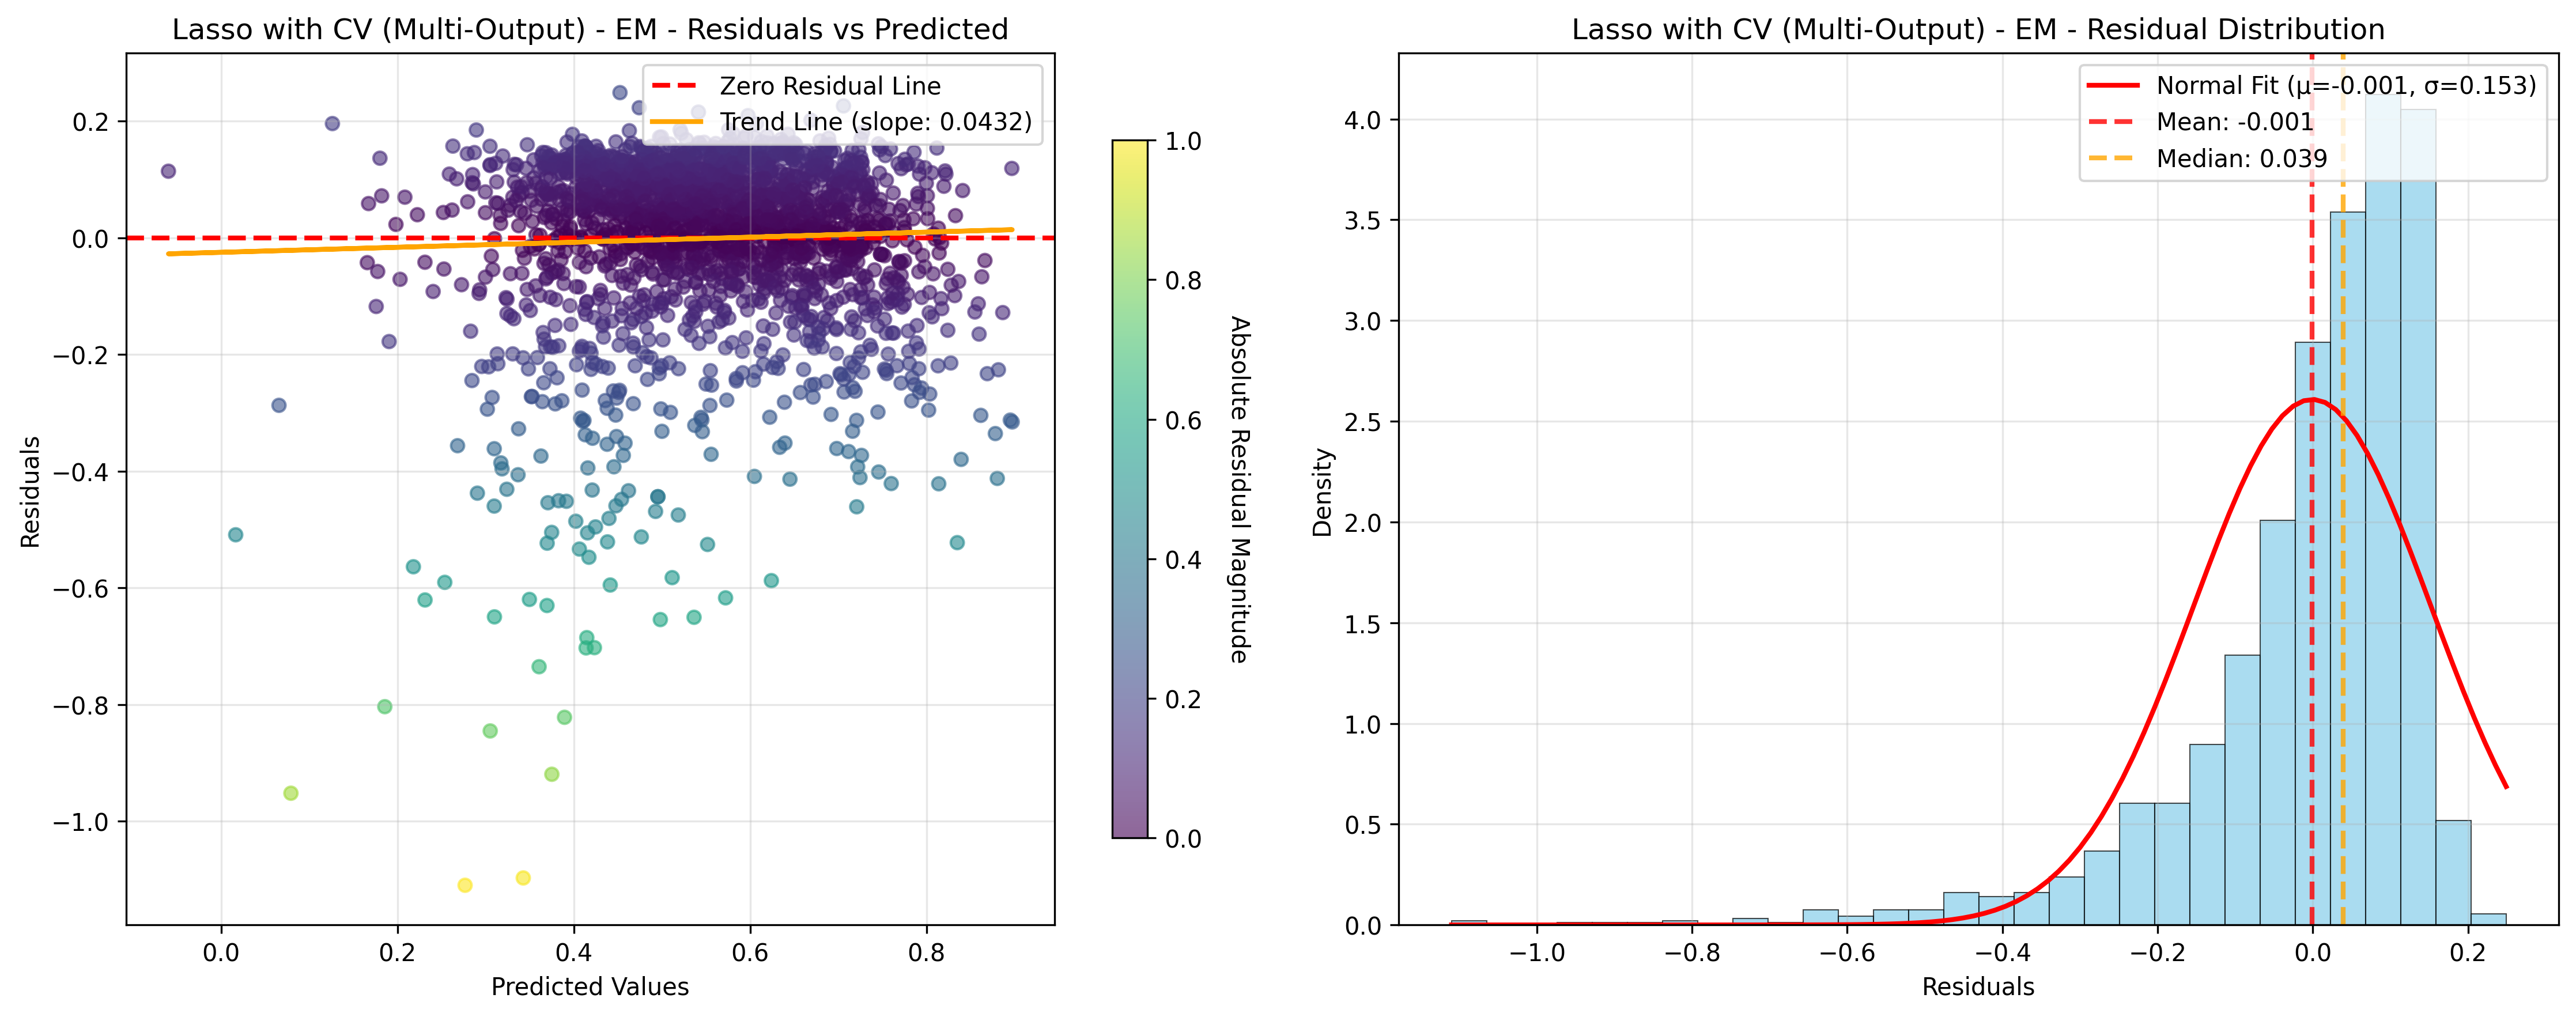 Lasso with CV (Multi-Output) - EM - Residuals vs Predicted
Zero Residual Line
Trend Line (slope: 0.0432)
Residuals
0.2
0.0
−0.2
−0.4
−0.6
−0.8
−1.0
0.0 0.2 0.4 0.6 0.8
Predicted Values
1.0
0.8
0.6
0.4
0.2
0.0
Absolute Residual Magnitude
Lasso with CV (Multi-Output) - EM - Residual Distribution
Normal Fit (μ=-0.001, σ=0.153)
Mean: -0.001
Median: 0.039
Density
4.0
3.5
3.0
2.5
2.0
1.5
1.0
0.5
0.0
−1.0 −0.8 −0.6 −0.4 −0.2 0.0 0.2
Residuals